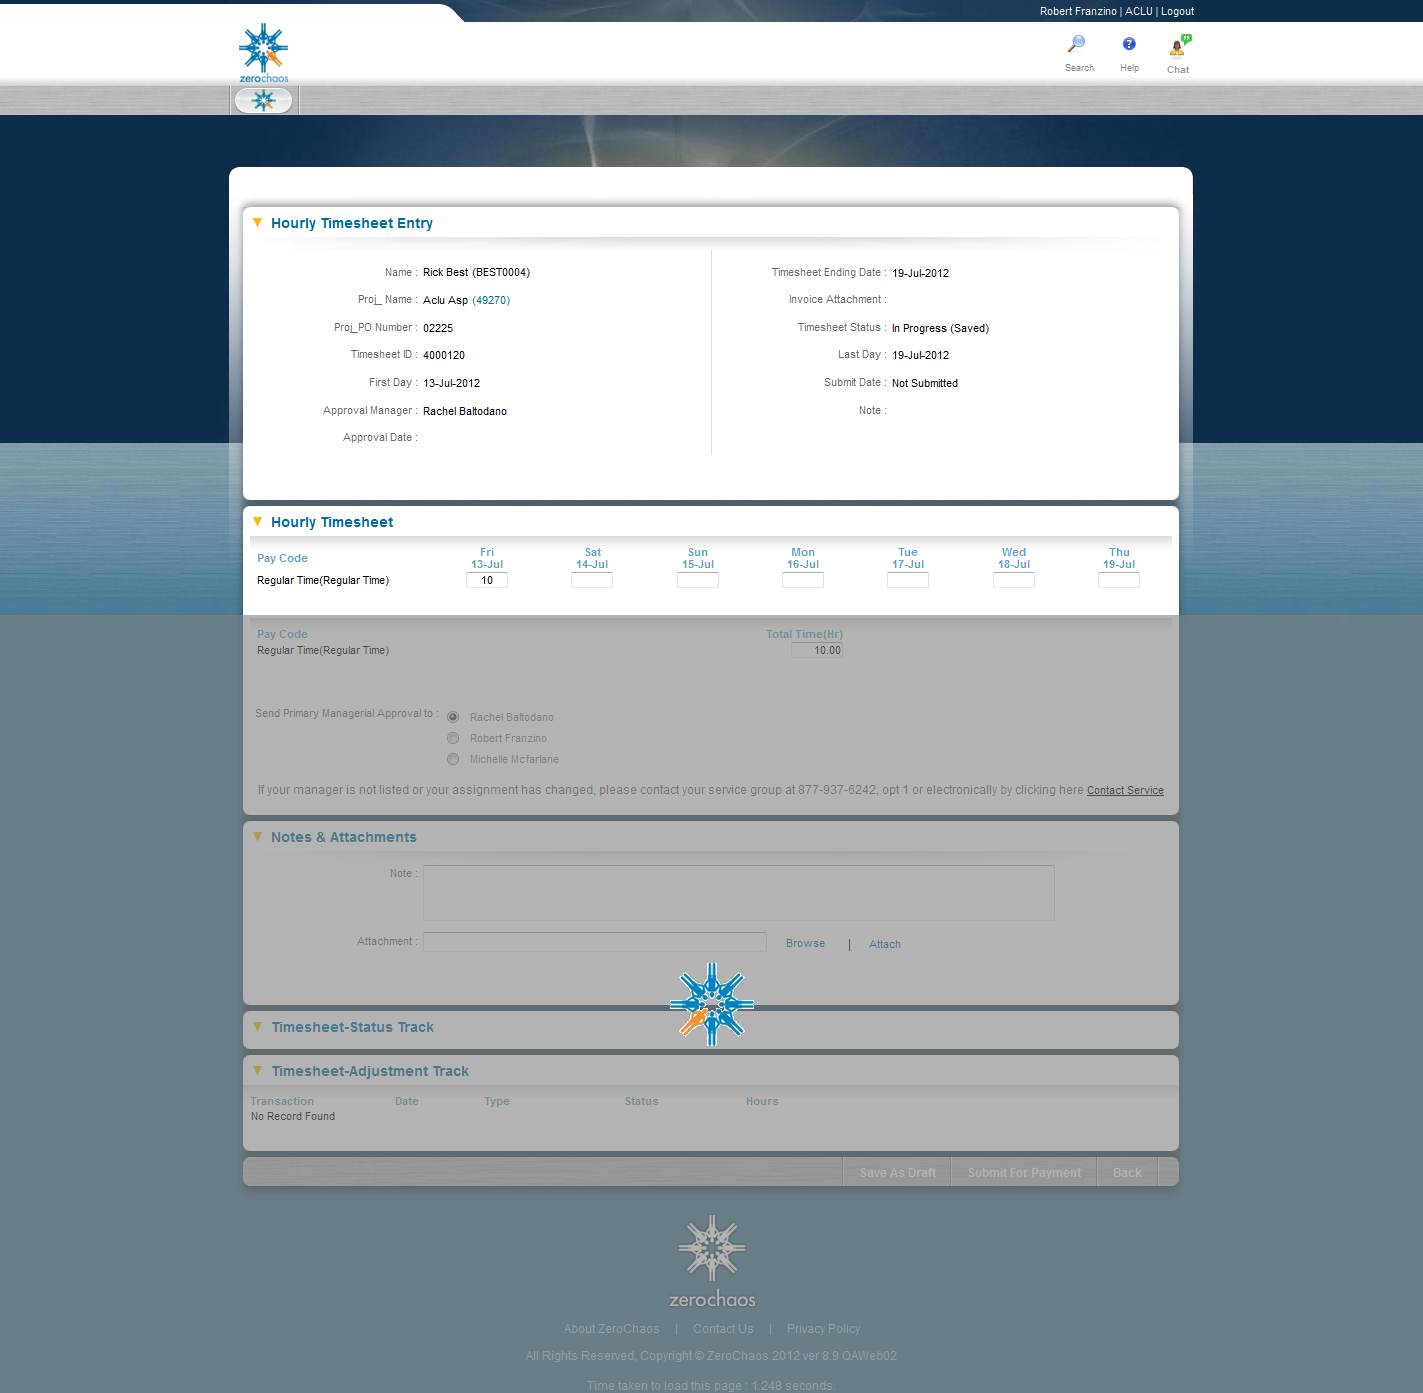 Robert Franzino | ACLU | Logout
Search Help Chat
zerochaos
Hourly Timesheet Entry
Name : Rick Best (BEST0004) Timesheet Ending Date : 19-Jul-2012
Proj_ Name : Aclu Asp (49270) Invoice Attachment :
Proj_PO Number : 02225 Timesheet Status : In Progress (Saved)
Timesheet ID : 4000120 Last Day : 19-Jul-2012
First Day : 13-Jul-2012 Submit Date : Not Submitted
Approval Manager : Rachel Baltodano Note :
Approval Date :
Hourly Timesheet
Fri Sat Sun Mon Tue Wed Thu
Pay Code 13-Jul 14-Jul 15-Jul 16-Jul 17-Jul 18-Jul 19-Jul
Regular Time(Regular Time) 10
Pay Code Total Time(Hr)
Regular Time(Regular Time) 10.00
Send Primary Managerial Approval to : Rachel Baltodano
Robert Franzino
Michelle Mcfarlane
If your manager is not listed or your assignment has changed, please contact your service group at 877-937-6242, opt 1 or electronically by clicking here Contact Service
Notes & Attachments
Note :
Attachment : Browse | Attach
Timesheet-Status Track
Timesheet-Adjustment Track
Transaction Date Type Status Hours
No Record Found
Save As Draft Submit For Payment Back
zerochaos
About ZeroChaos | Contact Us | Privacy Policy
All Rights Reserved, Copyright © ZeroChaos 2012 ver 8.9 QAWeb02
Time taken to load this page : 1.248 seconds.